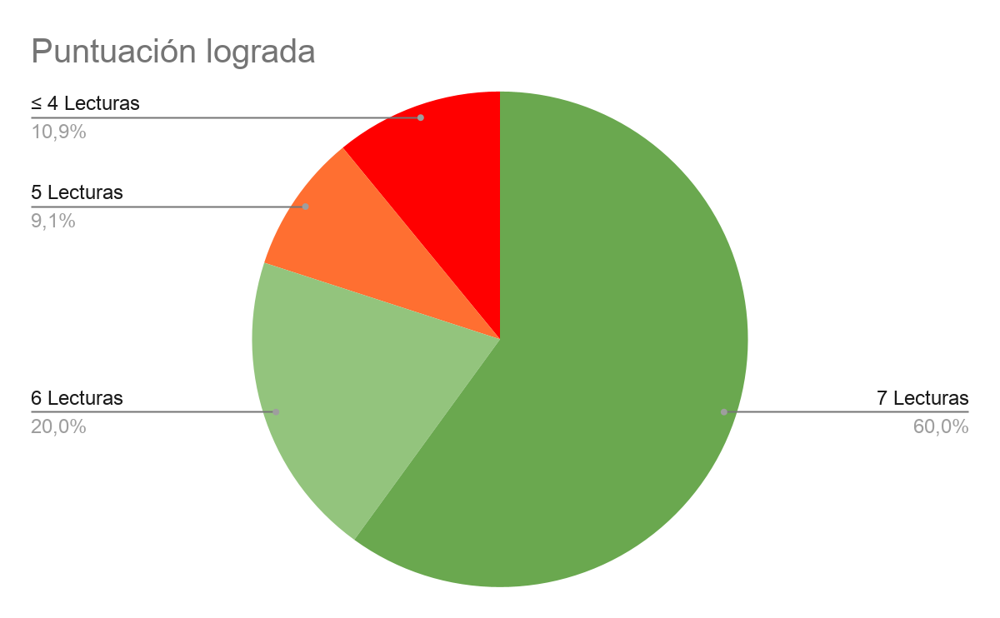 Puntuación lograda
≤ 4 Lecturas
10,9%
5 Lecturas
9,1%
6 Lecturas
20,0%
7 Lecturas
60,0%